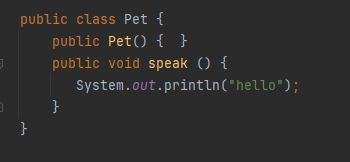 public class Pet {
    public Pet() {  }
    public void speak () {
       System.out.println("hello");
    }
}